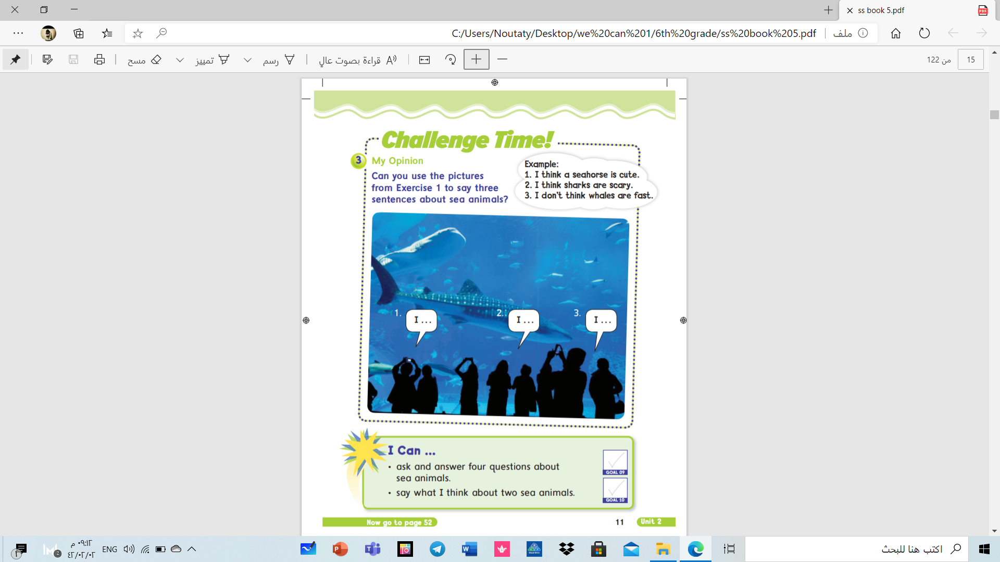 ss book 5.pdf
C:/Users/Noutaty/Desktop/we%20can%201/6th%20grade/ss%20book%205.pdf
ملف
مسح
تمييز
رسم
قراءة بصوت عالٍ
من 122
15
Challenge Time!
3 My Opinion
Can you use the pictures
from Exercise 1 to say three
sentences about sea animals?
Example:
1. I think a seahorse is cute.
2. I think sharks are scary.
3. I don't think whales are fast.
1. I ...
2. I ...
3. I ...
I Can ...
• ask and answer four questions about
sea animals.
GOAL 09
• say what I think about two sea animals.
GOAL 10
Now go to page 52
11
Unit 2
٠٩:١٢ م
٤٢/٠٢/٠٢
ENG
اكتب هنا للبحث